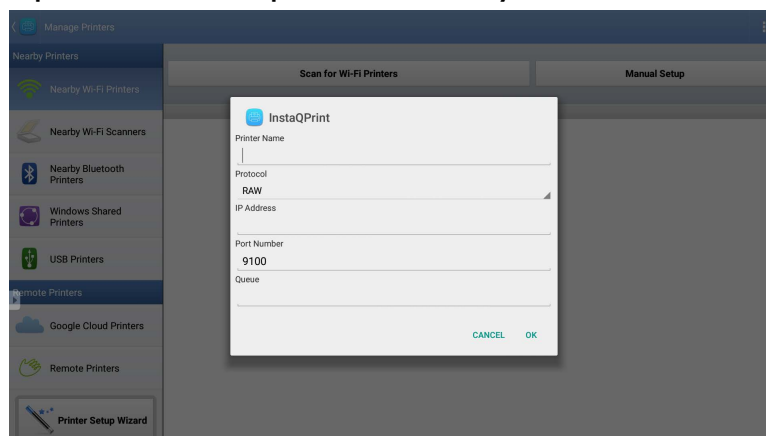 Manage Printers
Nearby Printers
Nearby Wi-Fi Printers
Nearby Wi-Fi Scanners
Nearby Bluetooth
Printers
Windows Shared
Printers
USB Printers
Remote Printers
Google Cloud Printers
Remote Printers
Printer Setup Wizard
Scan for Wi-Fi Printers
Manual Setup
InstaQPrint
Printer Name
Protocol
RAW
IP Address
Port Number
9100
Queue
CANCEL OK